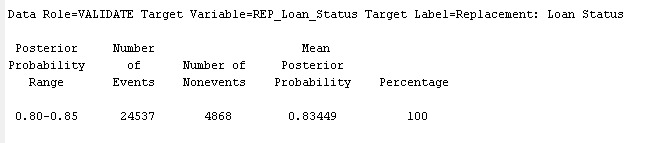 Data Role=VALIDATE Target Variable=REP_Loan_Status Target Label=Replacement: Loan Status
Posterior Number Mean
Probability of Number of Posterior
Range Events Nonevents Probability Percentage
0.80-0.85 24537 4868 0.83449 100